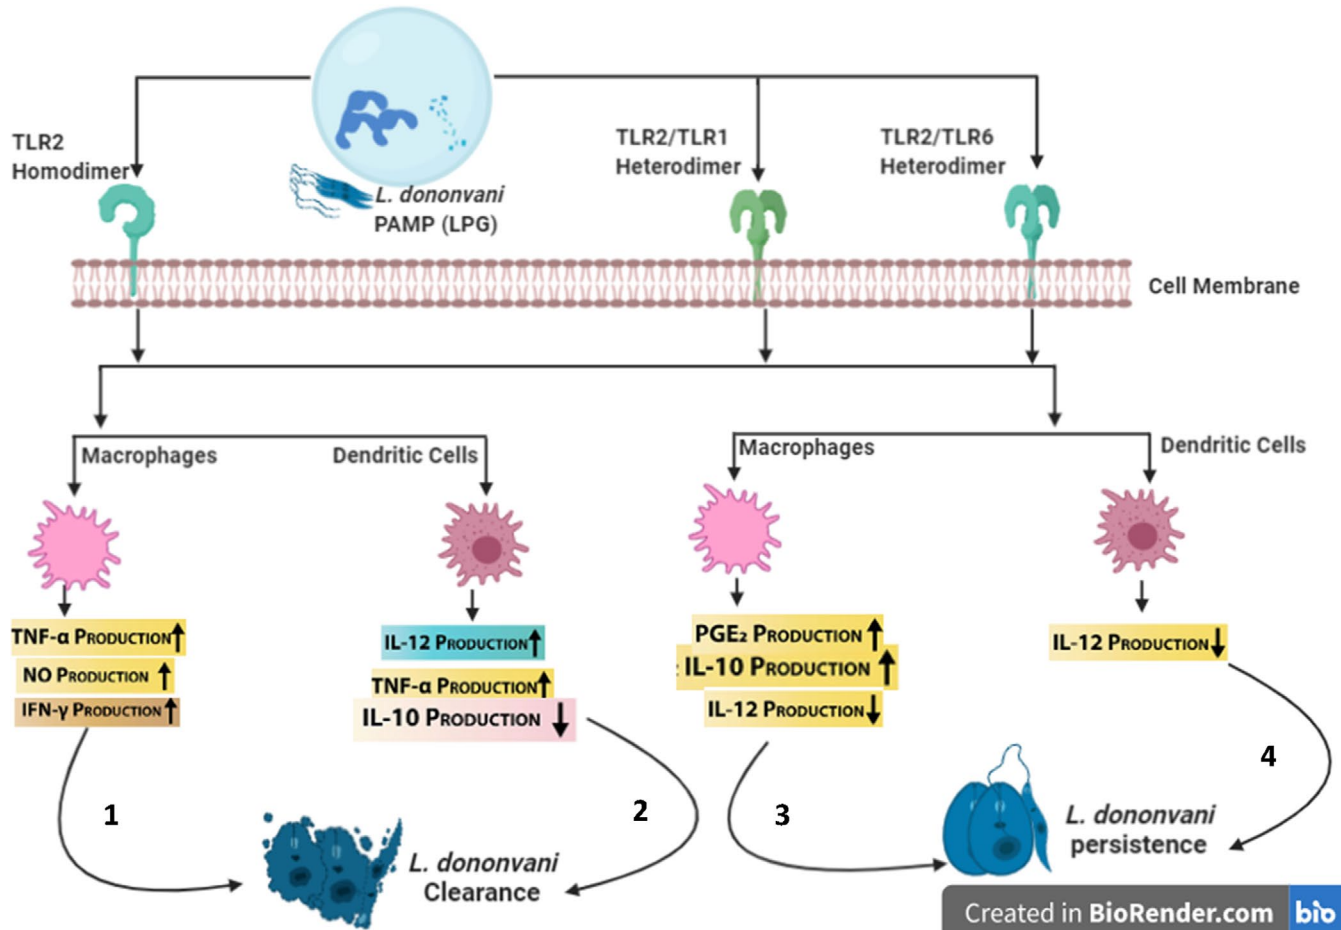 TLR2
Homodimer
L. dononvani
PAMP (LPG)
TLR2/TLR1
Heterodimer
TLR2/TLR6
Heterodimer
Cell Membrane
Macrophages
Dendritic Cells
Macrophages
Dendritic Cells
TNF-α PRODUCTION↑
NO PRODUCTION ↑
IFN-γ PRODUCTION↑
IL-12 PRODUCTION↑
TNF-α PRODUCTION↑
IL-10 PRODUCTION ↓
PGE₂ PRODUCTION ↑
: IL-10 PRODUCTION ↑
IL-12 PRODUCTION↓
IL-12 PRODUCTION↓
1
2
3
4
L. dononvani
Clearance
L. dononvani
persistence
Created in BioRender.com bio